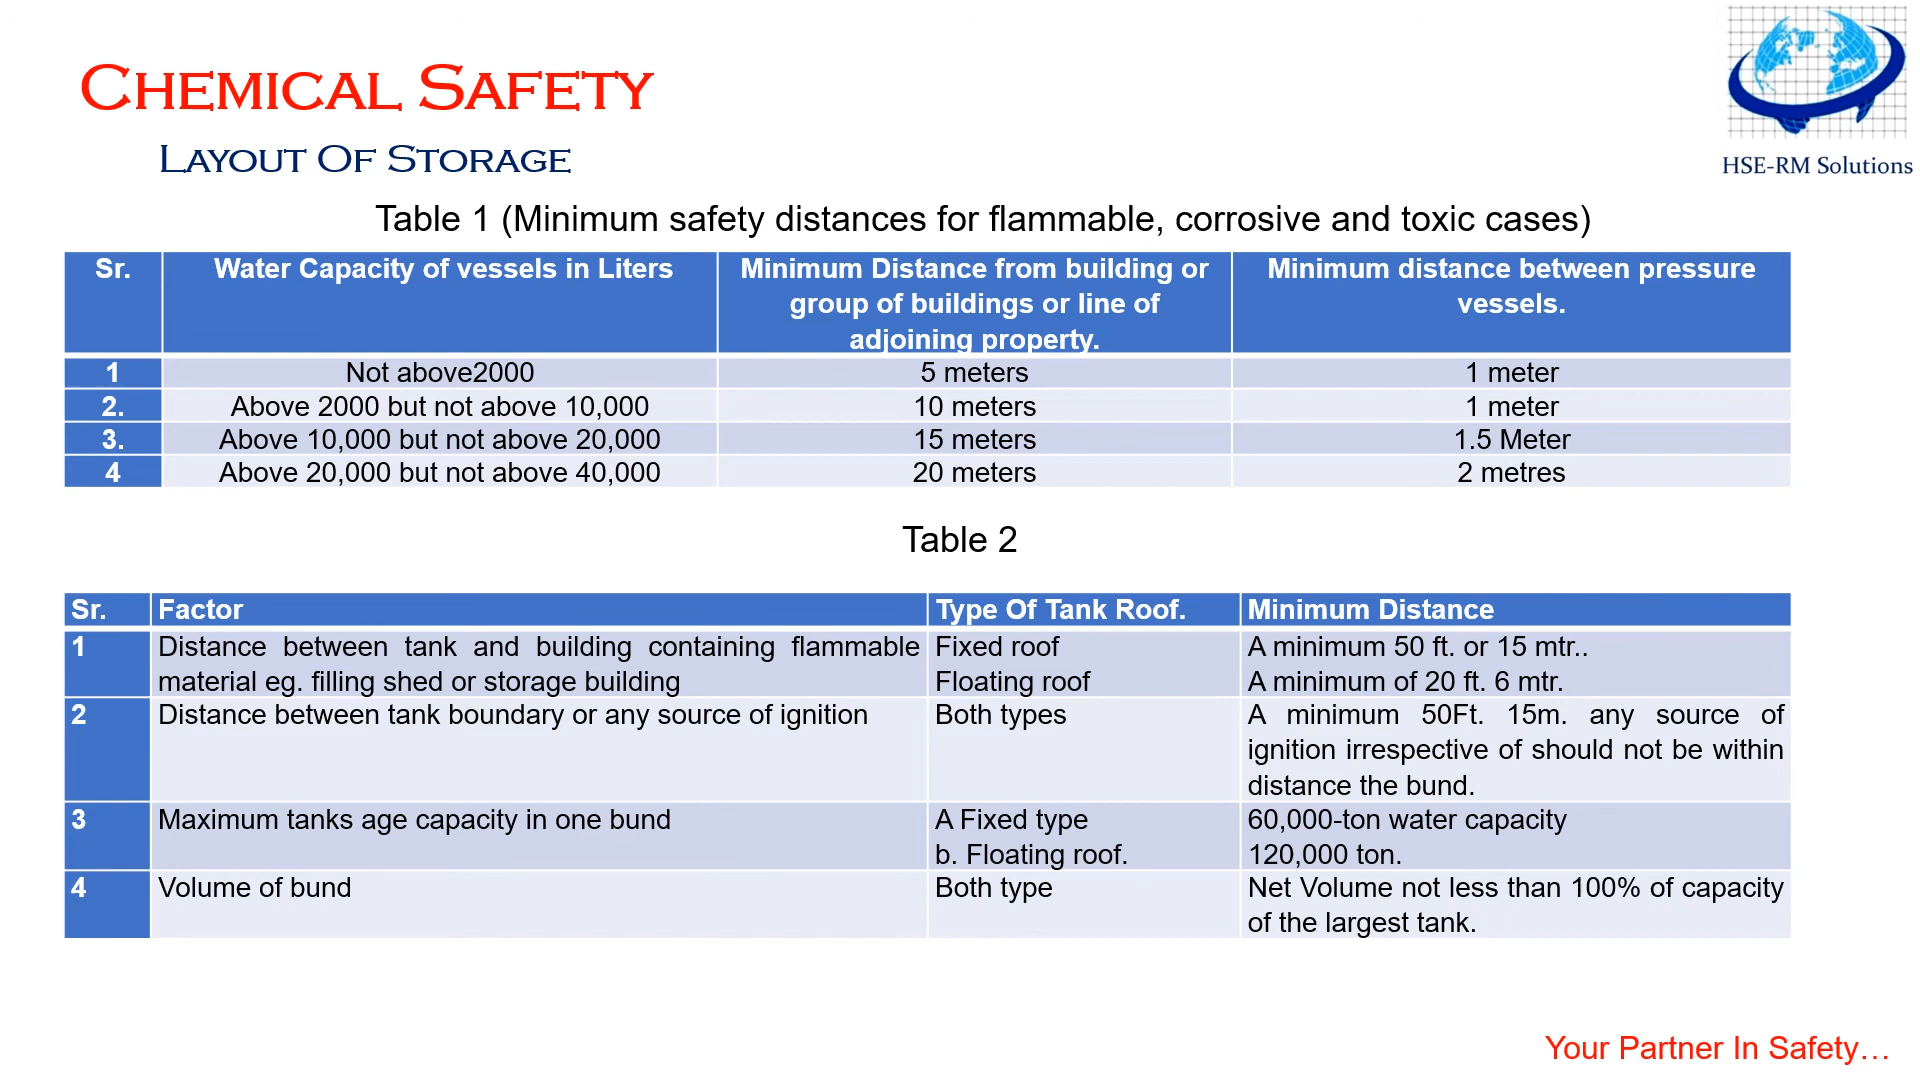 CHEMICAL SAFETY
LAYOUT OF STORAGE
HSE-RM Solutions
Table 1 (Minimum safety distances for flammable, corrosive and toxic cases)
Sr. Water Capacity of vessels in Liters Minimum Distance from building or group of buildings or line of adjoining property. Minimum distance between pressure vessels.
1 Not above2000 5 meters 1 meter
2. Above 2000 but not above 10,000 10 meters 1 meter
3. Above 10,000 but not above 20,000 15 meters 1.5 Meter
4 Above 20,000 but not above 40,000 20 meters 2 metres
Table 2
Sr. Factor Type Of Tank Roof. Minimum Distance
1 Distance between tank and building containing flammable Fixed roof A minimum 50 ft. or 15 mtr..
material eg. filling shed or storage building Floating roof A minimum of 20 ft. 6 mtr.
2 Distance between tank boundary or any source of ignition Both types A minimum 50Ft. 15m. any source of
ignition irrespective of should not be within
distance the bund.
3 Maximum tanks age capacity in one bund A Fixed type 60,000-ton water capacity
b. Floating roof. 120,000 ton.
4 Volume of bund Both type Net Volume not less than 100% of capacity
of the largest tank.
Your Partner In Safety…